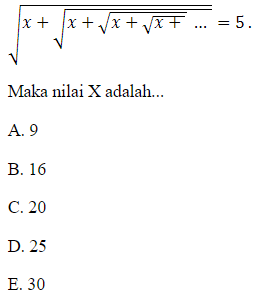 √(x + √(x + √(x + √(x + ...)))) = 5 .
Maka nilai X adalah...
A. 9
B. 16
C. 20
D. 25
E. 30